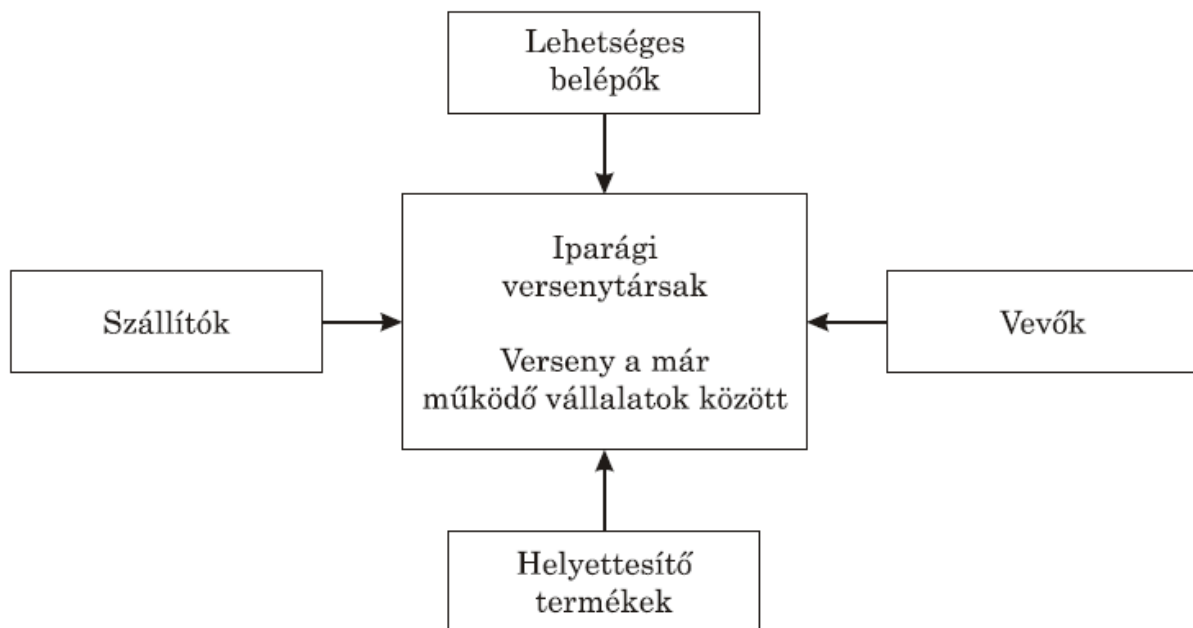 Lehetséges
belépők
Iparági
versenytársak
Szállítók
Vevők
Verseny a már
működő vállalatok között
Helyettesítő
termékek